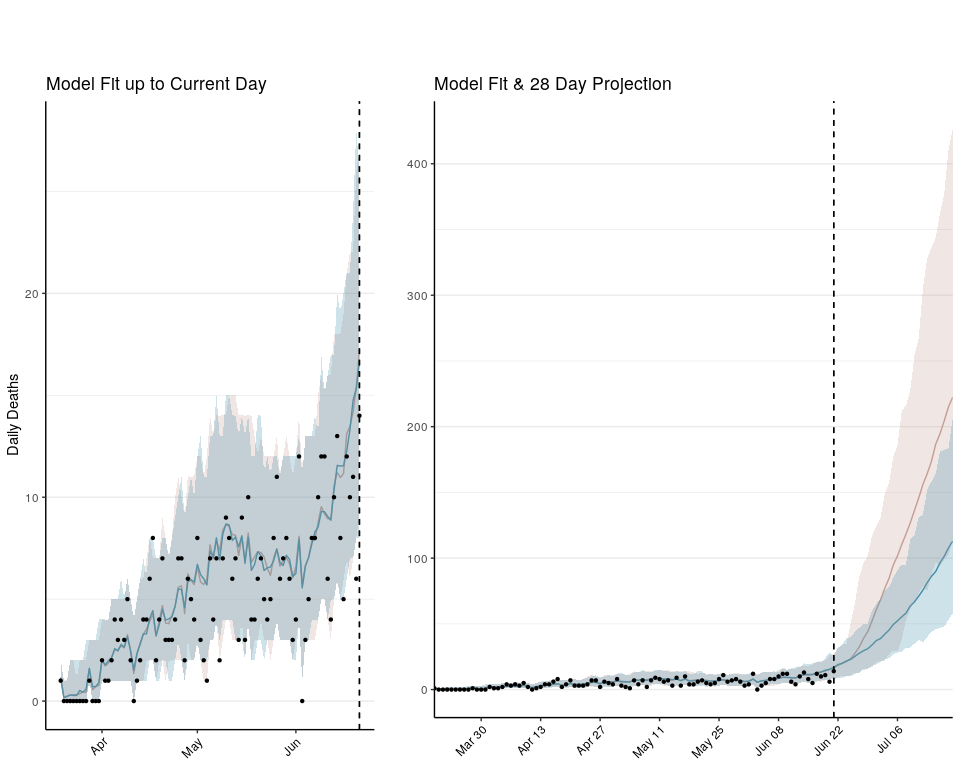 Model Fit up to Current Day
Model Fit & 28 Day Projection
Daily Deaths
20
10
0
Apr
May
Jun
400
300
200
100
0
Mar 30
Apr 13
Apr 27
May 11
May 25
Jun 08
Jun 22
Jul 06